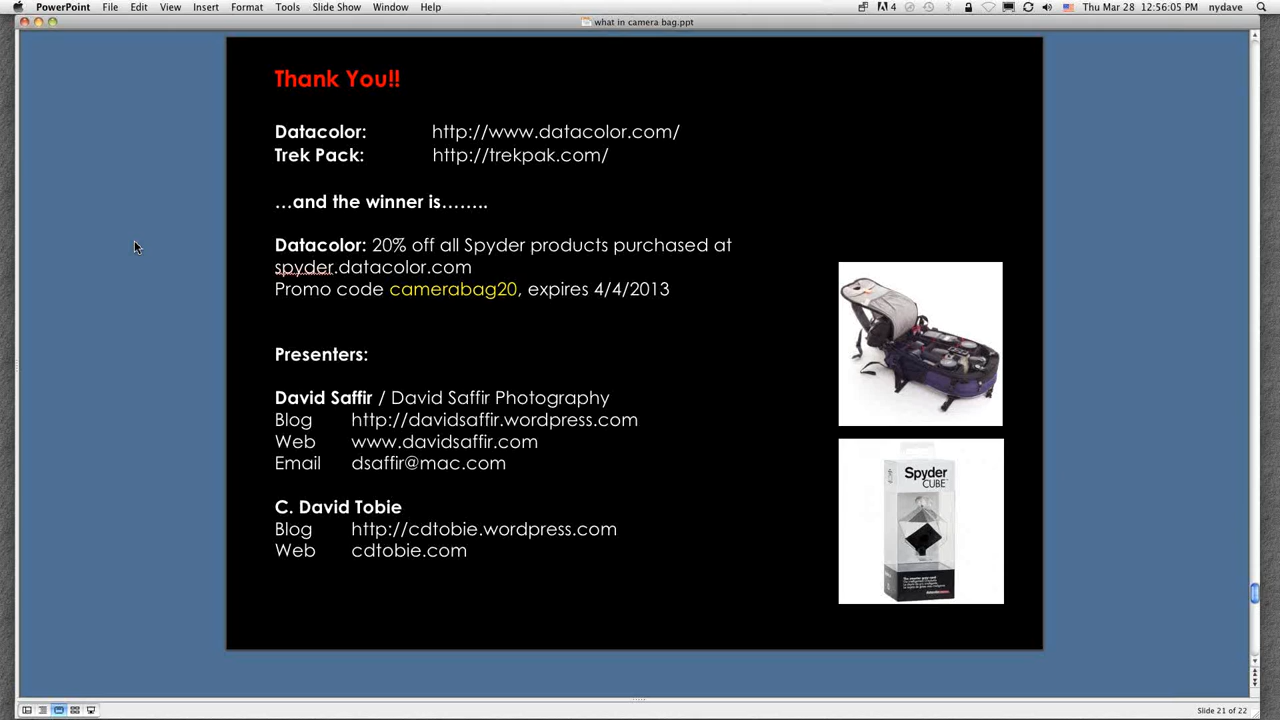 PowerPoint File Edit View Insert Format Tools Slide Show Window Help 4 Thu Mar 28 12:56:05 PM nydave
what in camera bag.ppt
Thank You!!
Datacolor: http://www.datacolor.com/
Trek Pack: http://trekpak.com/
…and the winner is……..
Datacolor: 20% off all Spyder products purchased at
spyder.datacolor.com
Promo code camerabag20, expires 4/4/2013
Presenters:
David Saffir / David Saffir Photography
Blog http://davidsaffir.wordpress.com
Web www.davidsaffir.com
Email dsaffir@mac.com
C. David Tobie
Blog http://cdtobie.wordpress.com
Web cdtobie.com
Spyder
CUBE™
Slide 21 of 22